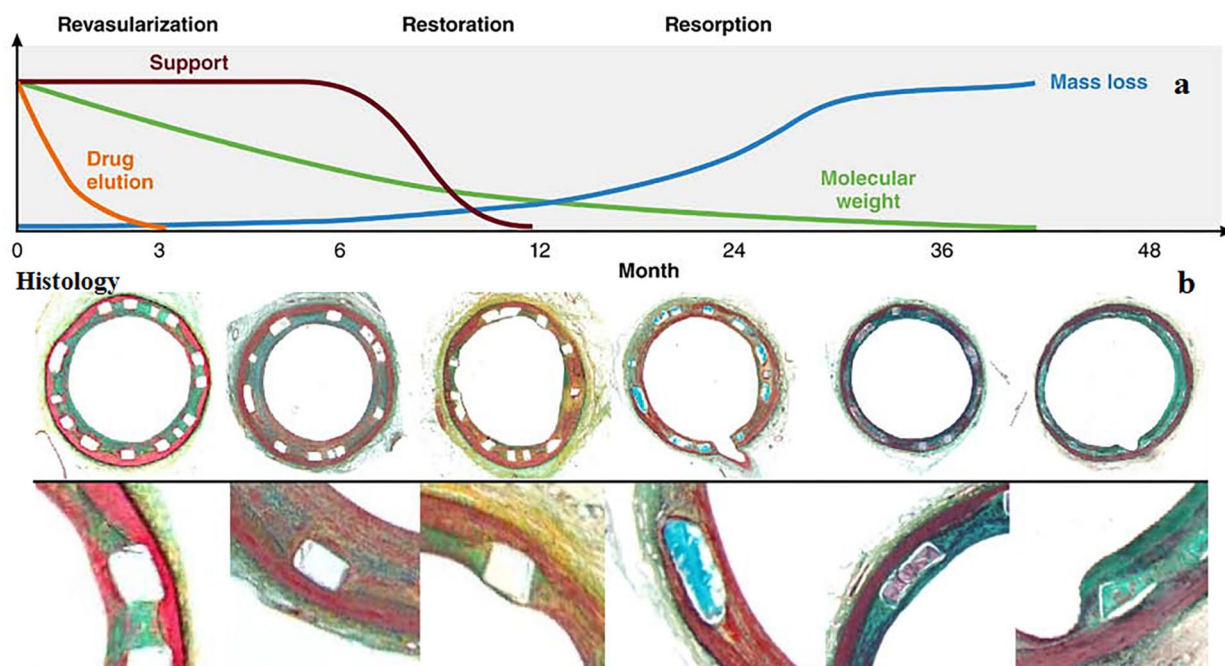 Revasularization Restoration Resorption
Support
Mass loss
a
Drug
elution
Molecular
weight
0 3 6 12 24 36 48
Month
Histology
b